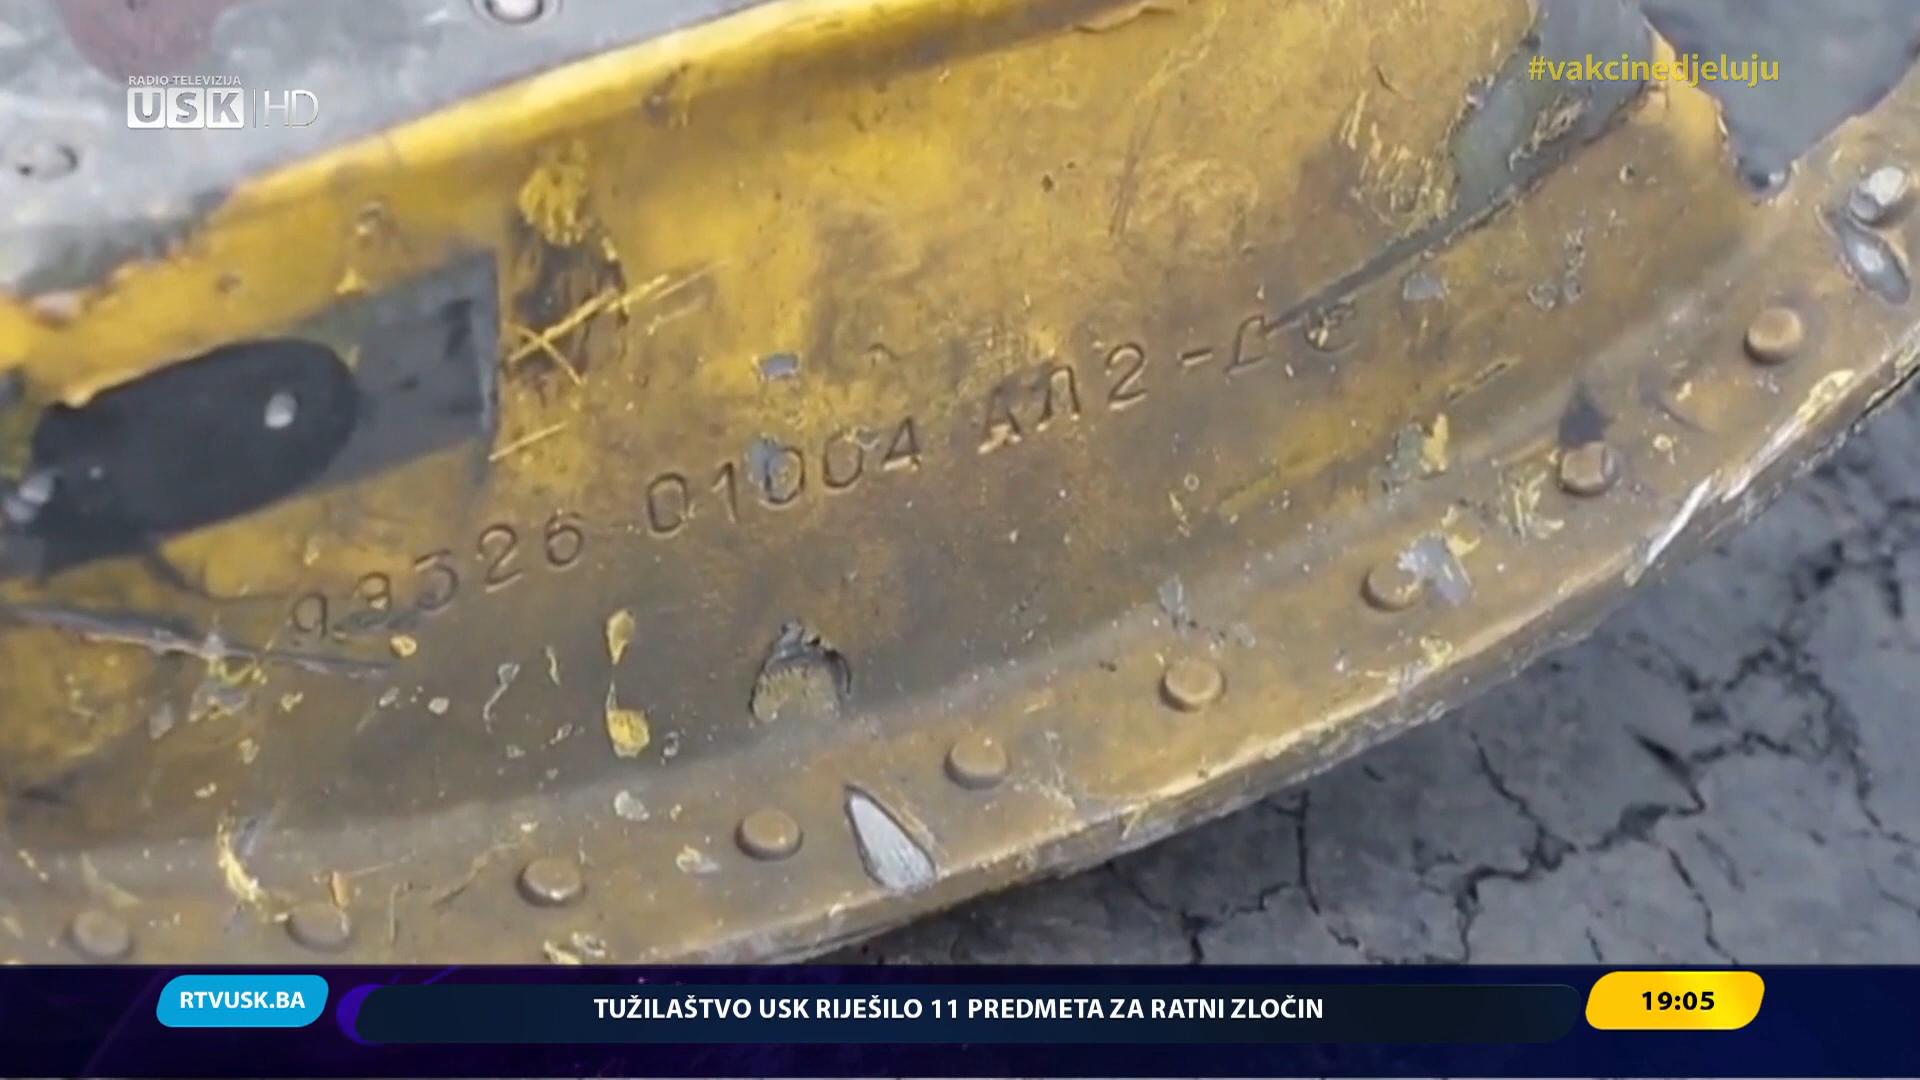 RADIO-TELEVIZIJA
USK HD
#vakcinedjeluju
99326 01004 АЛ2-
RTVUSK.BA
TUŽILAŠTVO USK RIJEŠILO 11 PREDMETA ZA RATNI ZLOČIN
19:05